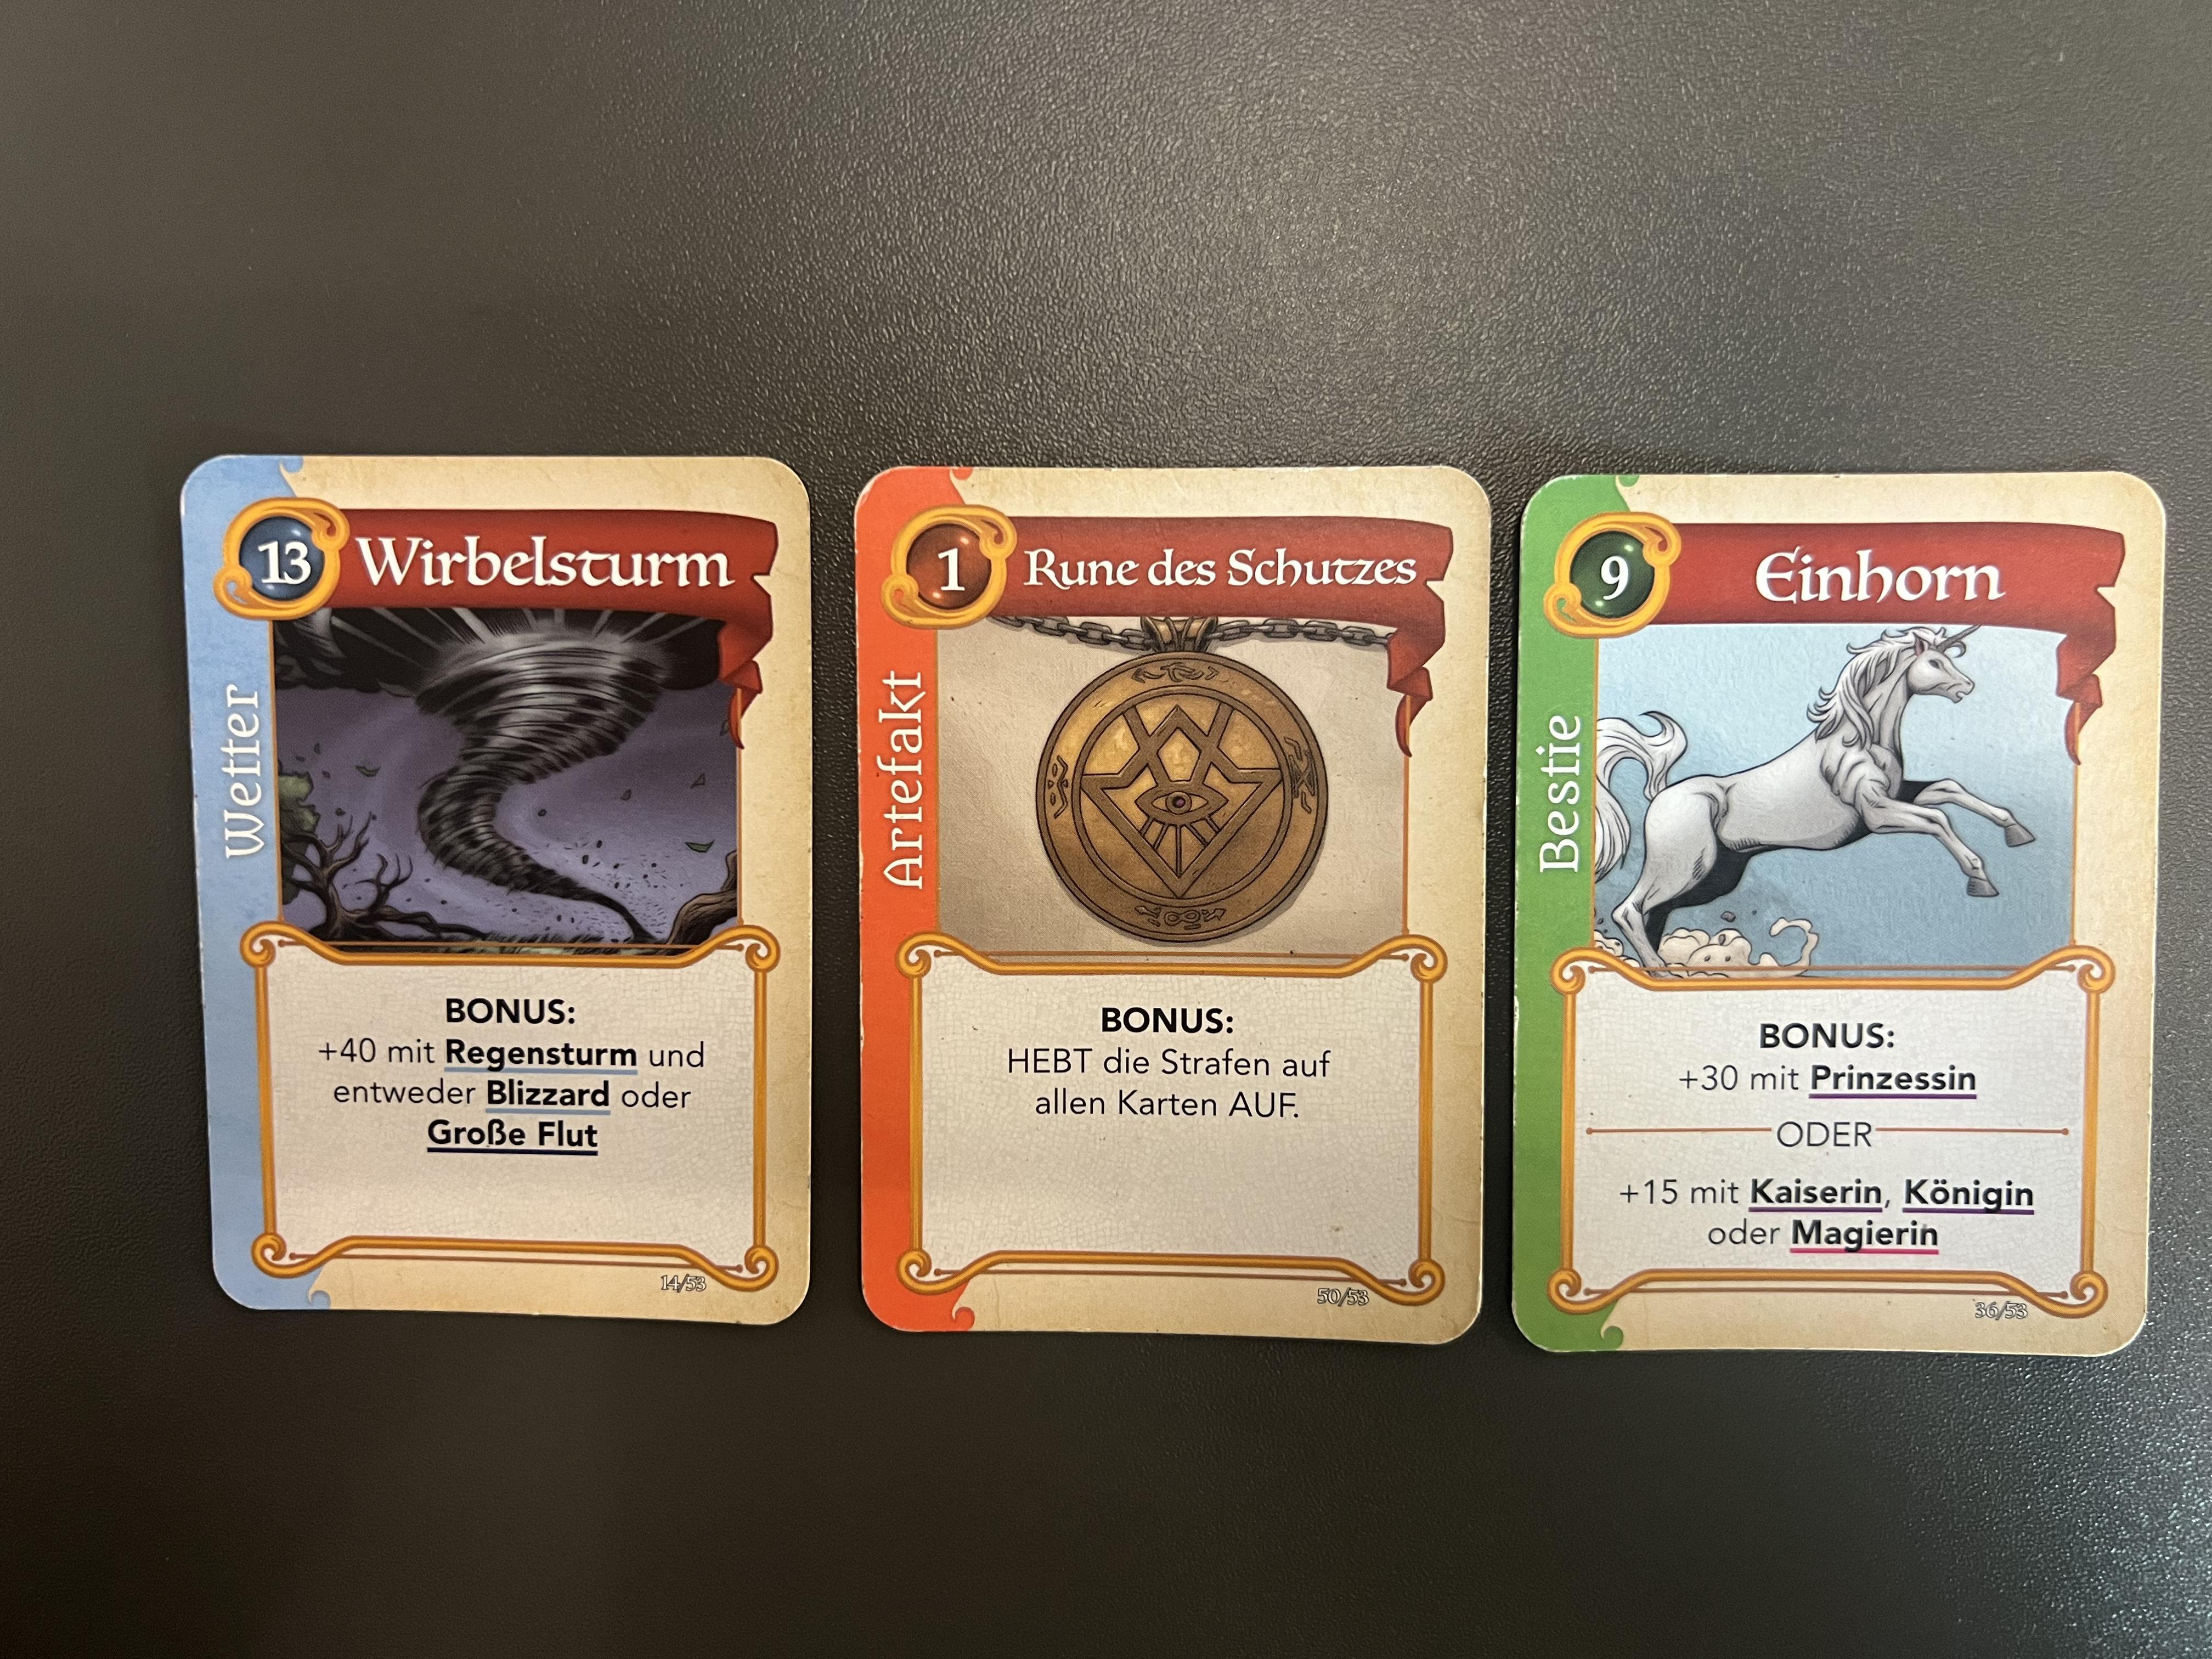 13
Wirbelsturm
Wetter
BONUS:
+40 mit Regensturm und
entweder Blizzard oder
Große Flut
14/53
1
Rune des Schutzes
Artefakt
BONUS:
HEBT die Strafen auf
allen Karten AUF.
50/53
9
Einhorn
Bestie
BONUS:
+30 mit Prinzessin
ODER
+15 mit Kaiserin, Königin
oder Magierin
36/53